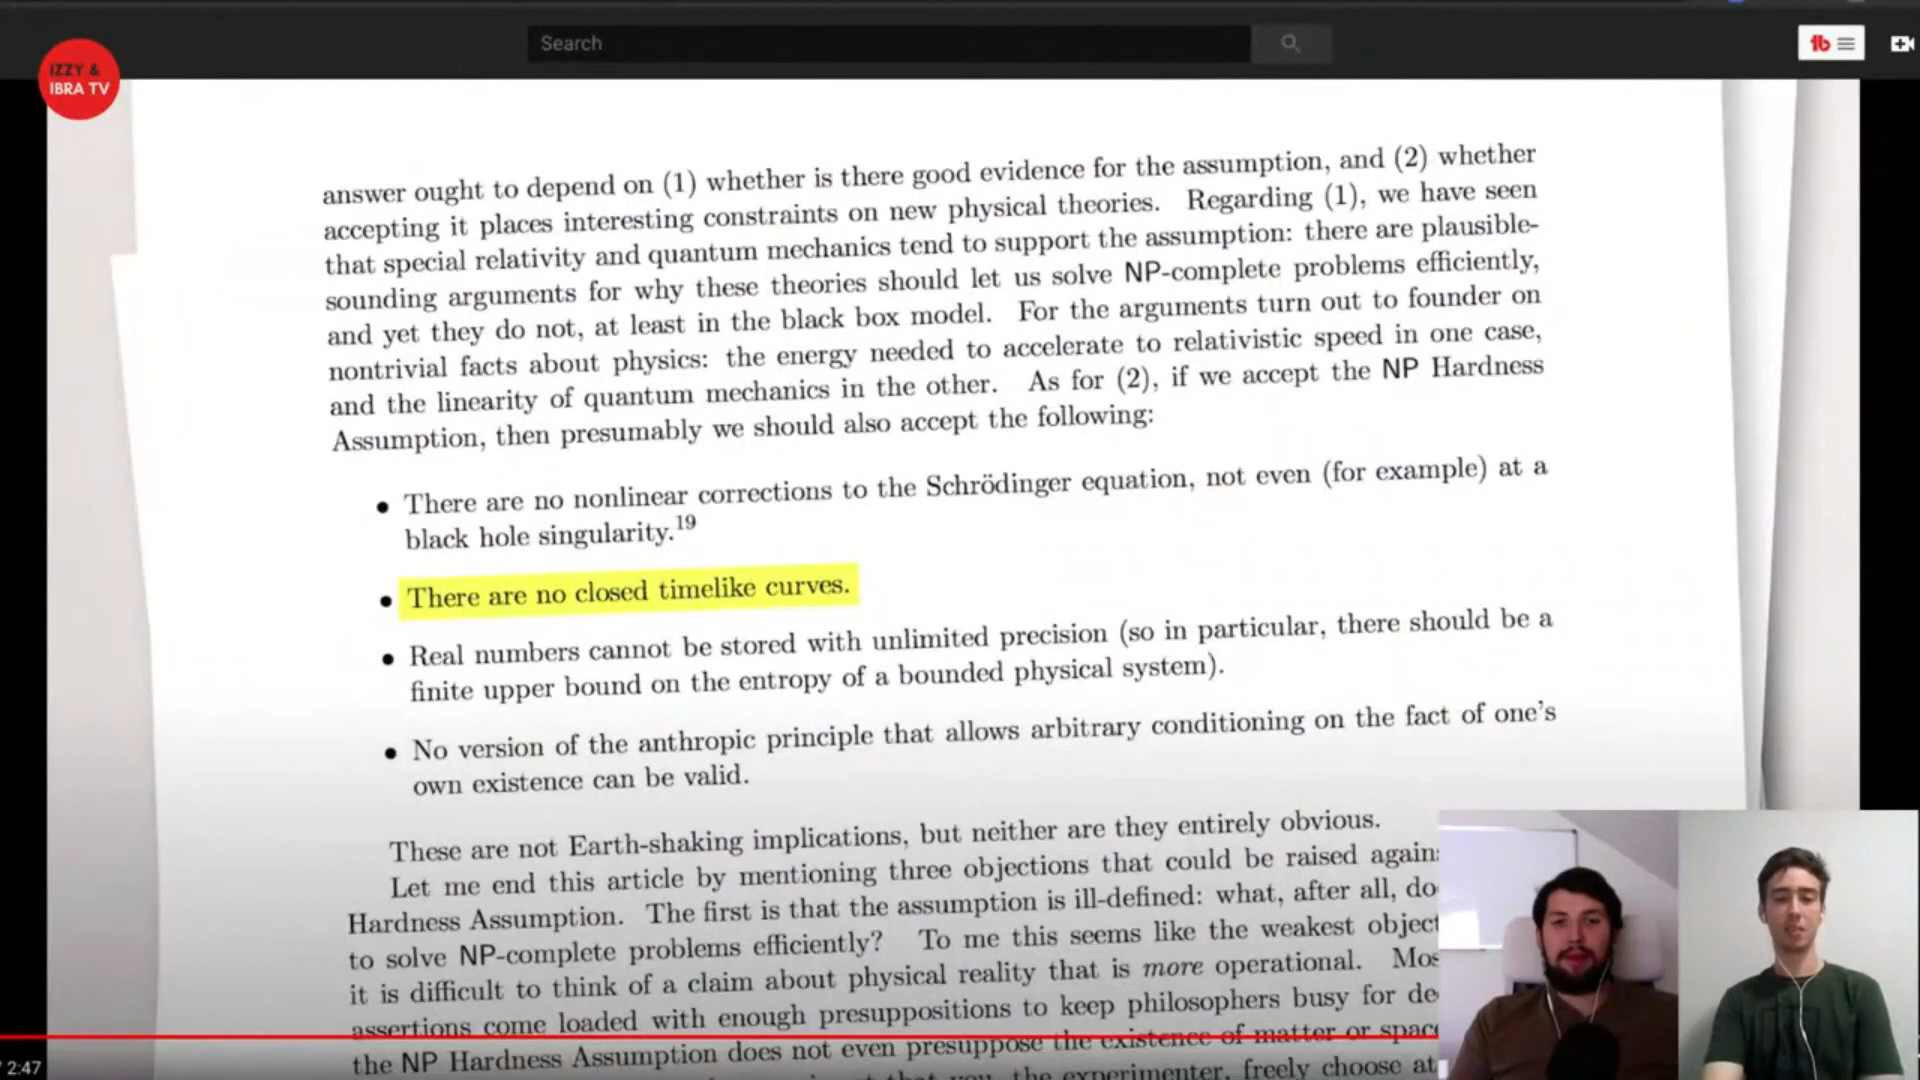 IZZY &
IBRA TV
Search
answer ought to depend on (1) whether is there good evidence for the assumption, and (2) whether
accepting it places interesting constraints on new physical theories. Regarding (1), we have seen
that special relativity and quantum mechanics tend to support the assumption: there are plausible-
sounding arguments for why these theories should let us solve NP-complete problems efficiently,
and yet they do not, at least in the black box model. For the arguments turn out to founder on
nontrivial facts about physics: the energy needed to accelerate to relativistic speed in one case,
and the linearity of quantum mechanics in the other. As for (2), if we accept the NP Hardness
Assumption, then presumably we should also accept the following:
• There are no nonlinear corrections to the Schrödinger equation, not even (for example) at a
black hole singularity.19
• There are no closed timelike curves.
• Real numbers cannot be stored with unlimited precision (so in particular, there should be a
finite upper bound on the entropy of a bounded physical system).
• No version of the anthropic principle that allows arbitrary conditioning on the fact of one's
own existence can be valid.
These are not Earth-shaking implications, but neither are they entirely obvious.
Let me end this article by mentioning three objections that could be raised again
Hardness Assumption. The first is that the assumption is ill-defined: what, after all, do
to solve NP-complete problems efficiently? To me this seems like the weakest object
it is difficult to think of a claim about physical reality that is more operational. Mos
assertions come loaded with enough presuppositions to keep philosophers busy for de
the NP Hardness Assumption does not even presuppose the existence of matter or space
you, the experimenter, freely choose at
/ 2:47